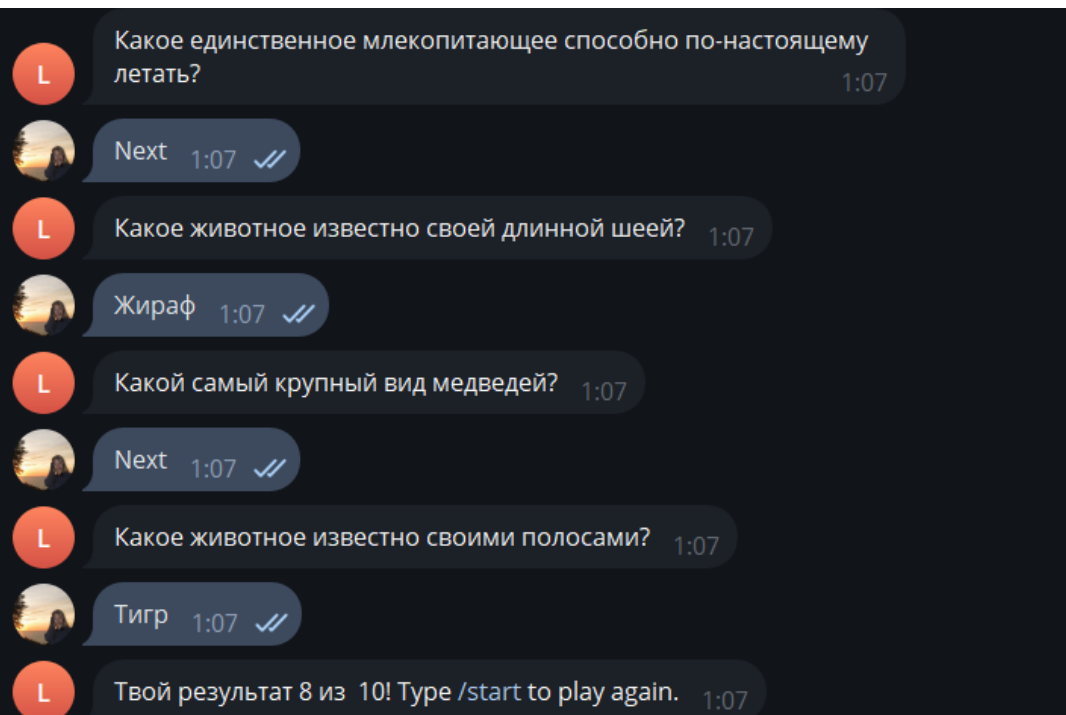 L
Какое единственное млекопитающее способно по-настоящему
летать?
1:07
Next 1:07
L
Какое животное известно своей длинной шеей? 1:07
Жираф 1:07
L
Какой самый крупный вид медведей? 1:07
Next 1:07
L
Какое животное известно своими полосами? 1:07
Тигр 1:07
L
Твой результат 8 из  10! Type /start to play again. 1:07